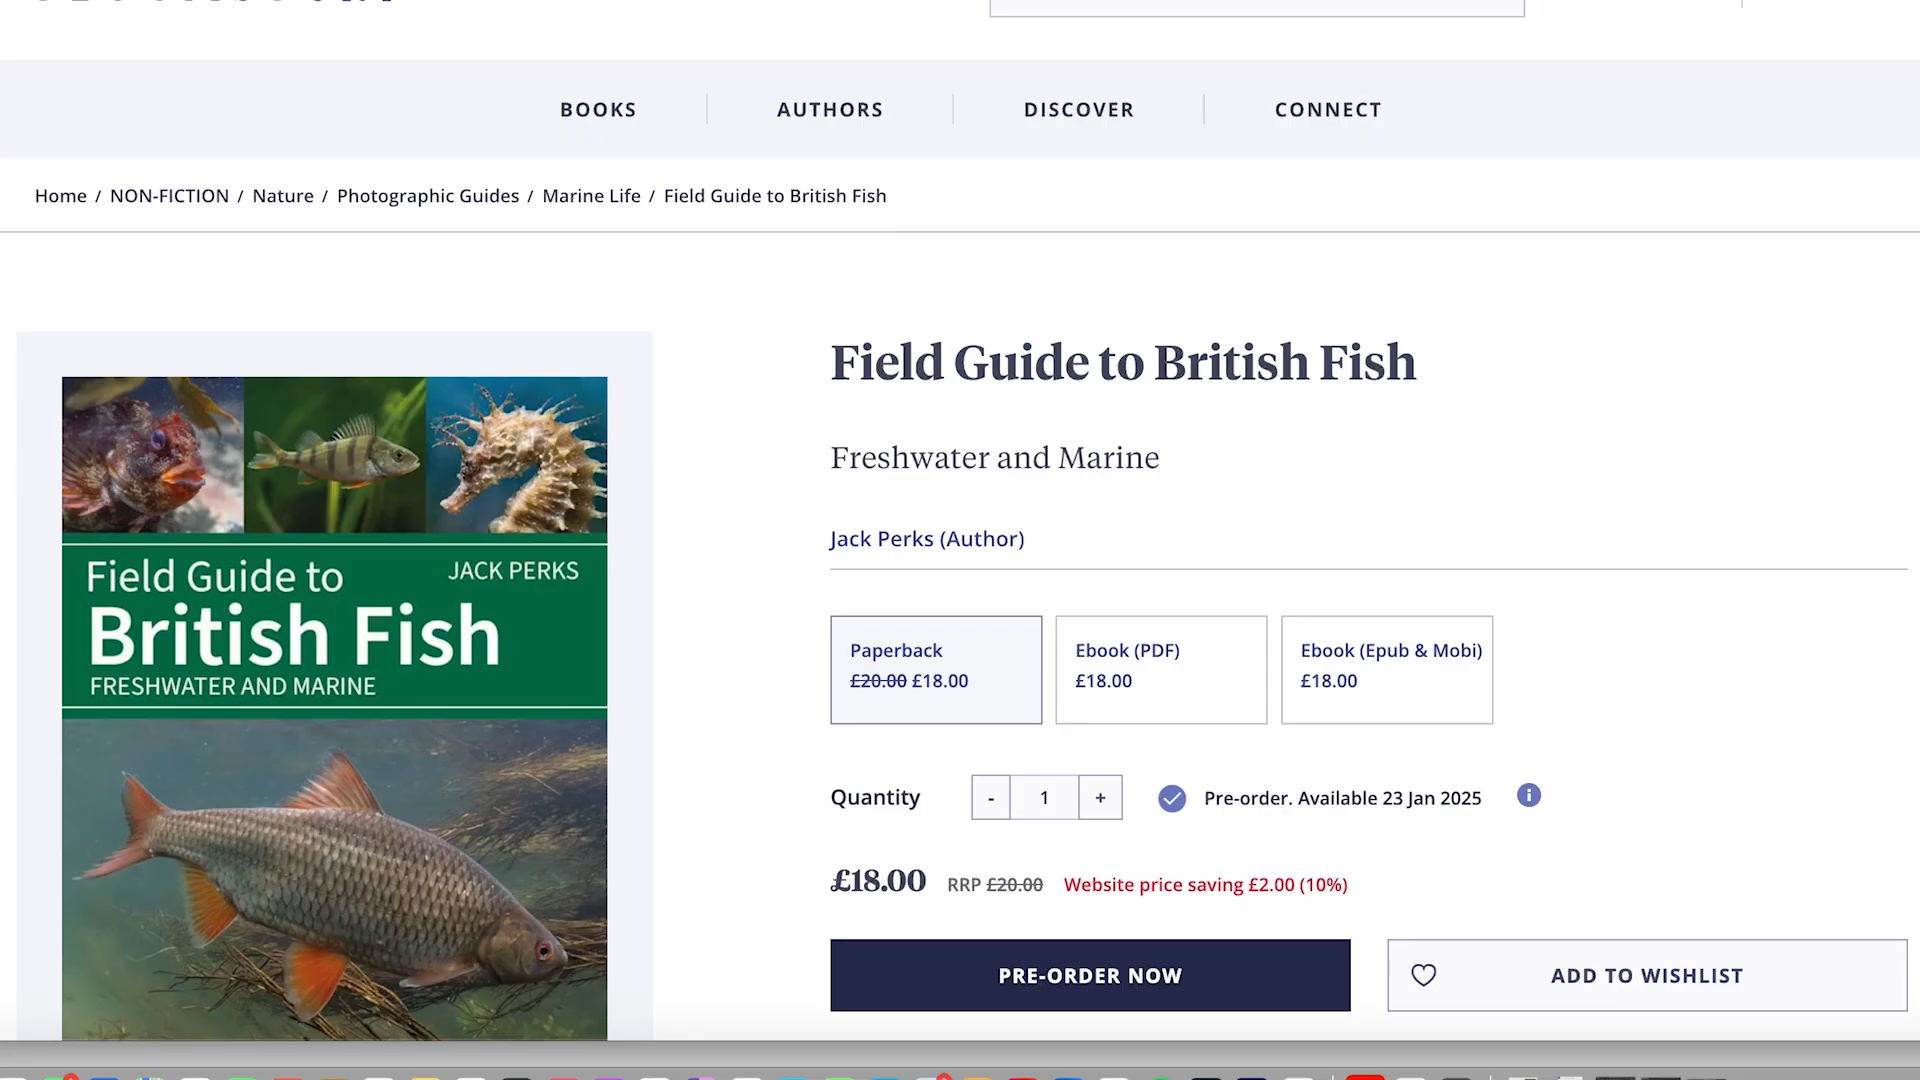 BOOKS AUTHORS DISCOVER CONNECT
Home / NON-FICTION / Nature / Photographic Guides / Marine Life / Field Guide to British Fish
Field Guide to British Fish
Freshwater and Marine
Jack Perks (Author)
Field Guide to JACK PERKS
British Fish
FRESHWATER AND MARINE
Paperback
£20.00 £18.00
Ebook (PDF)
£18.00
Ebook (Epub & Mobi)
£18.00
Quantity - 1 + Pre-order. Available 23 Jan 2025 i
£18.00 RRP £20.00 Website price saving £2.00 (10%)
PRE-ORDER NOW
ADD TO WISHLIST